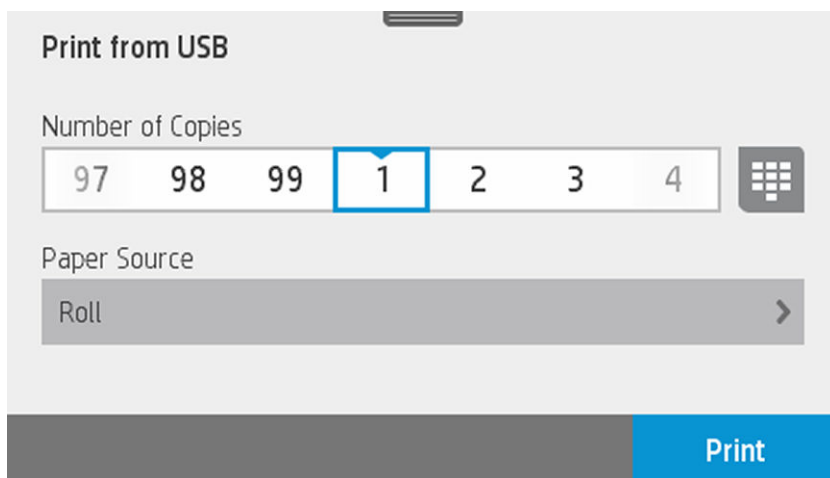 Print from USB
Number of Copies
97 98 99 1 2 3 4
Paper Source
Roll
Print